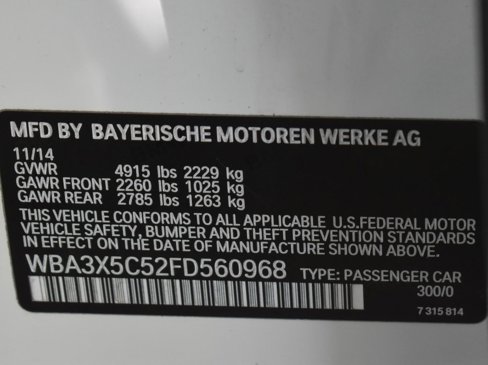 MFD BY BAYERISCHE MOTOREN WERKE AG
11/14
GVWR 4915 lbs 2229 kg
GAWR FRONT 2260 lbs 1025 kg
GAWR REAR 2785 lbs 1263 kg
THIS VEHICLE CONFORMS TO ALL APPLICABLE U.S.FEDERAL MOTOR
VEHICLE SAFETY, BUMPER AND THEFT PREVENTION STANDARDS
IN EFFECT ON THE DATE OF MANUFACTURE SHOWN ABOVE.
WBA3X5C52FD560968 TYPE: PASSENGER CAR
300/0
7 315 814